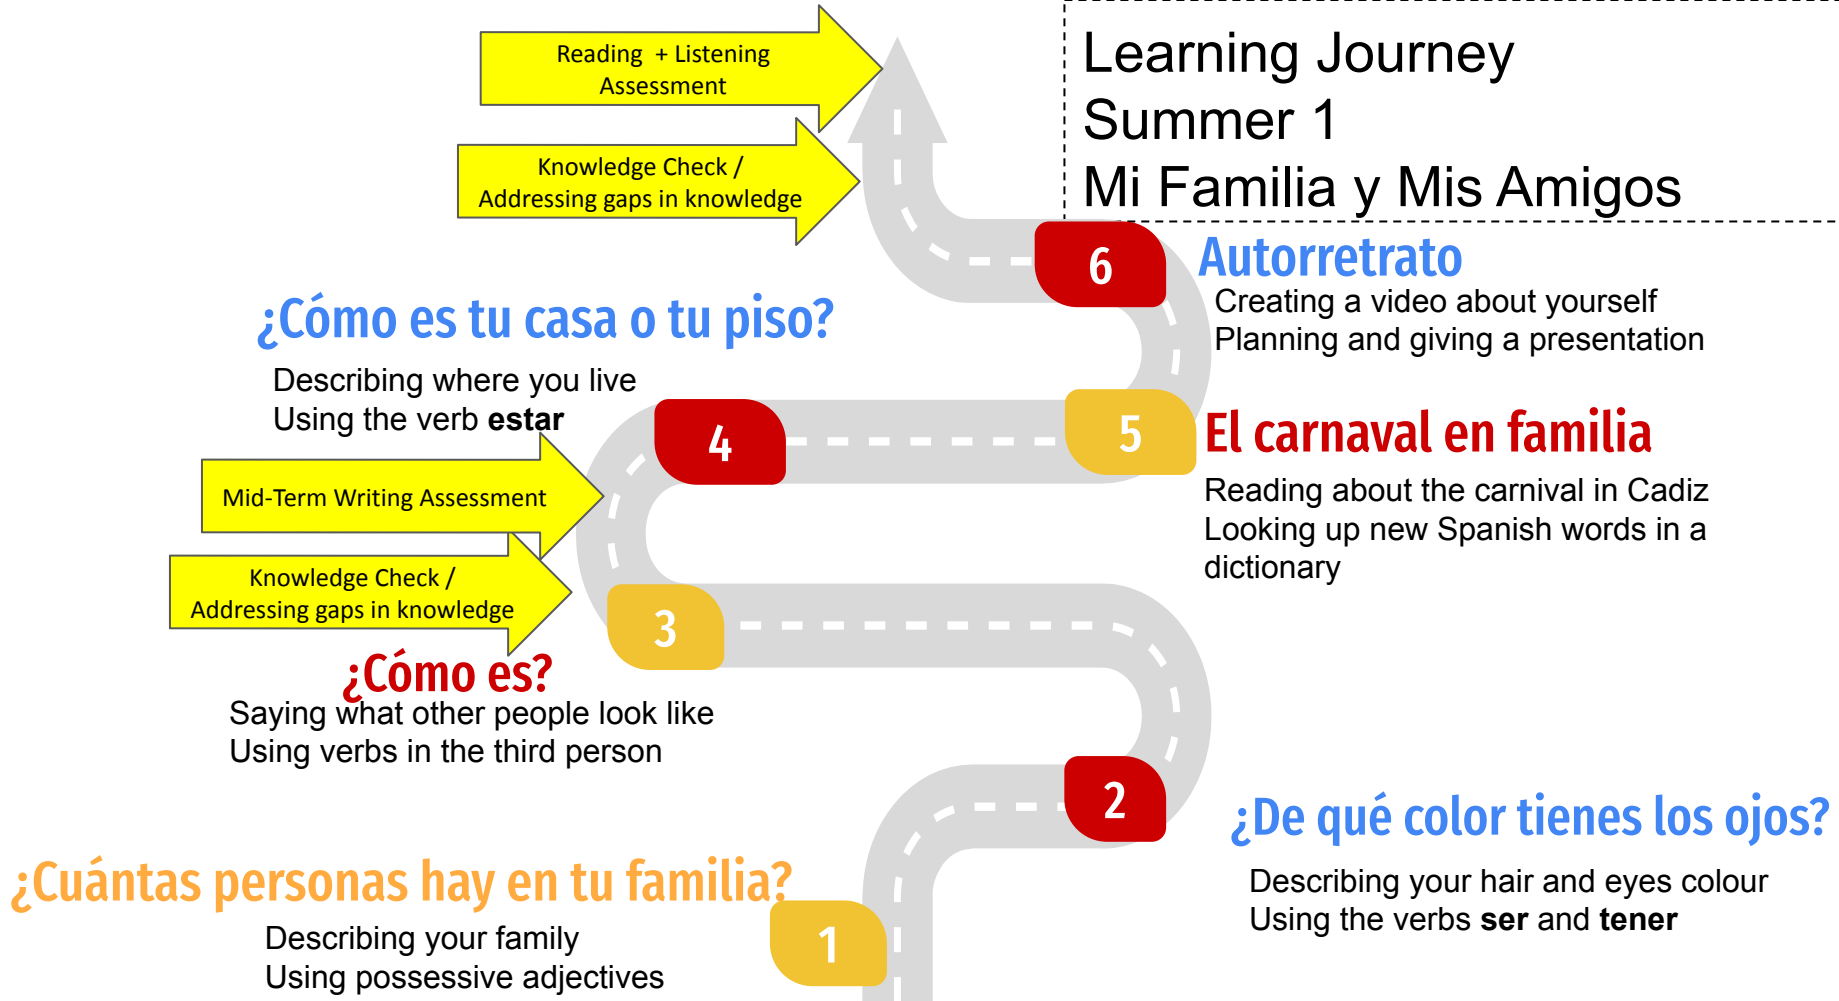 Reading + Listening
Assessment
Knowledge Check /
Addressing gaps in knowledge
Learning Journey
Summer 1
Mi Familia y Mis Amigos
6
Autorretrato
Creating a video about yourself
Planning and giving a presentation
¿Cómo es tu casa o tu piso?
Describing where you live
Using the verb estar
4
5
El carnaval en familia
Reading about the carnival in Cadiz
Looking up new Spanish words in a
dictionary
Mid-Term Writing Assessment
Knowledge Check /
Addressing gaps in knowledge
3
¿Cómo es?
Saying what other people look like
Using verbs in the third person
2
¿De qué color tienes los ojos?
Describing your hair and eyes colour
Using the verbs ser and tener
¿Cuántas personas hay en tu familia?
Describing your family
Using possessive adjectives
1